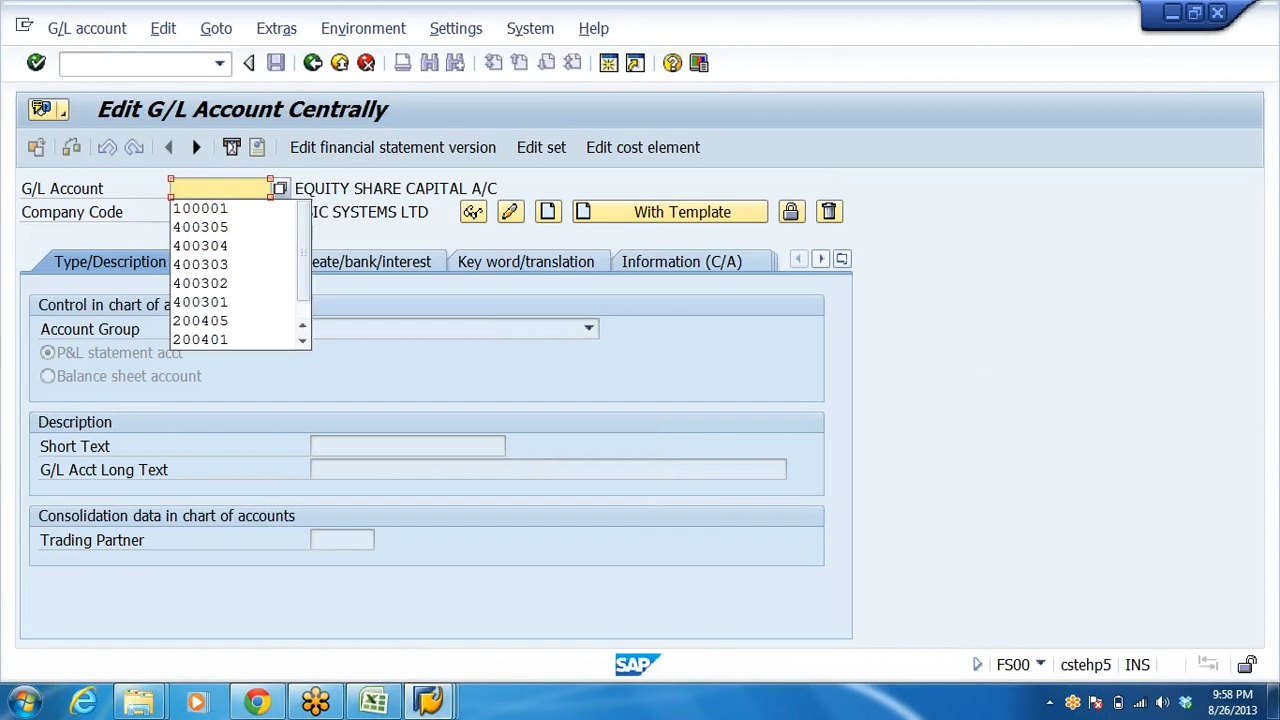 G/L account Edit Goto Extras Environment Settings System Help
Edit G/L Account Centrally
Edit financial statement version Edit set Edit cost element
G/L Account EQUITY SHARE CAPITAL A/C
Company Code SIC SYSTEMS LTD With Template
100001
400305
400304
400303
400302
400301
200405
200401
Type/Description eate/bank/interest Key word/translation Information (C/A)
Control in chart of a
Account Group
P&L statement acct
Balance sheet account
Description
Short Text
G/L Acct Long Text
Consolidation data in chart of accounts
Trading Partner
SAP FS00 cstehp5 INS
9:58 PM
8/26/2013